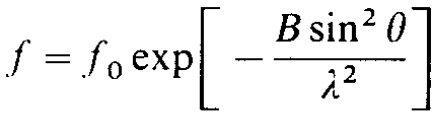 f = f₀ exp[ − B sin² θ / λ² ]